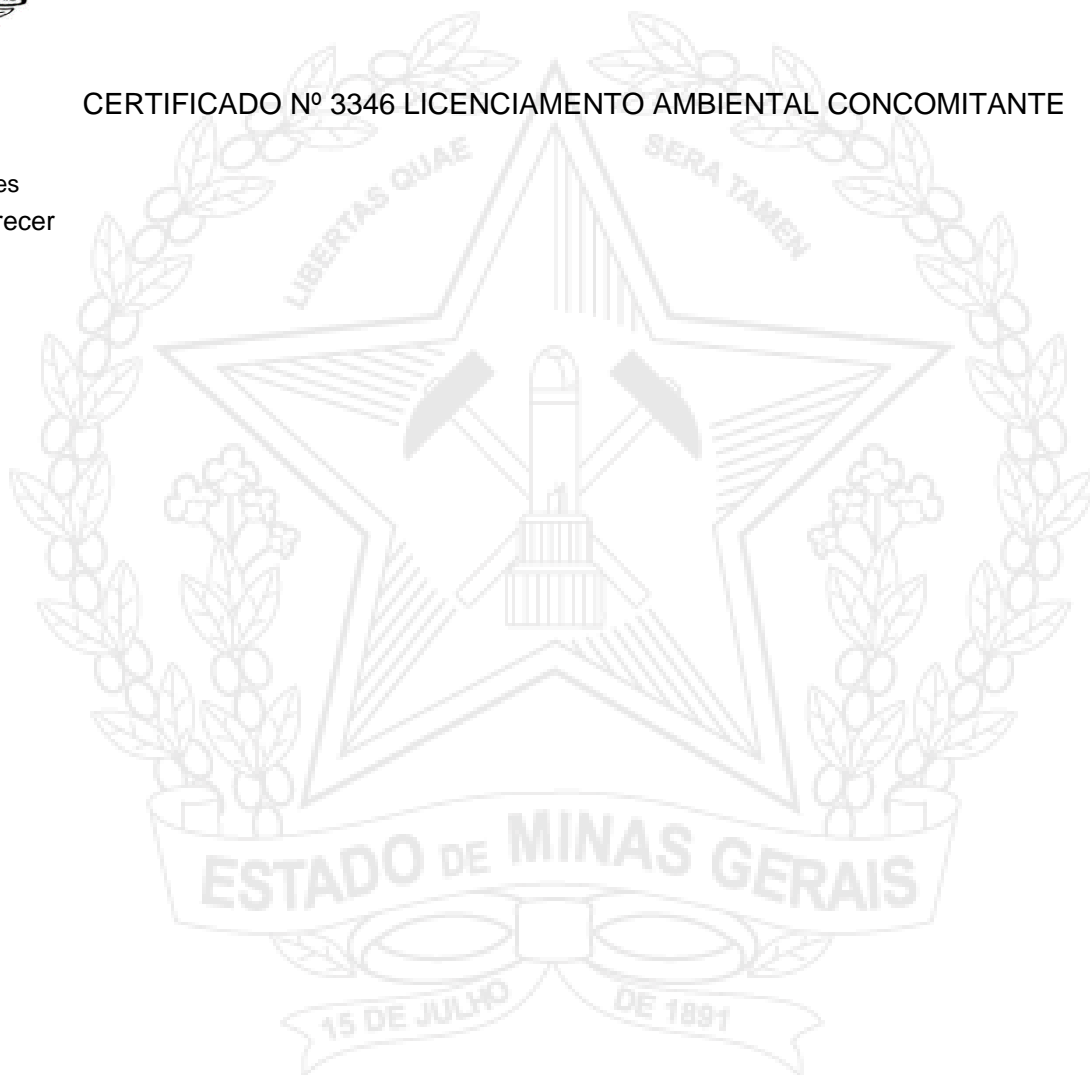 CERTIFICADO Nº 3346 LICENCIAMENTO AMBIENTAL CONCOMITANTE
es
recer
LIBERTAS QUAE SERA TAMEN
ESTADO DE MINAS GERAIS
15 DE JULHO DE 1891